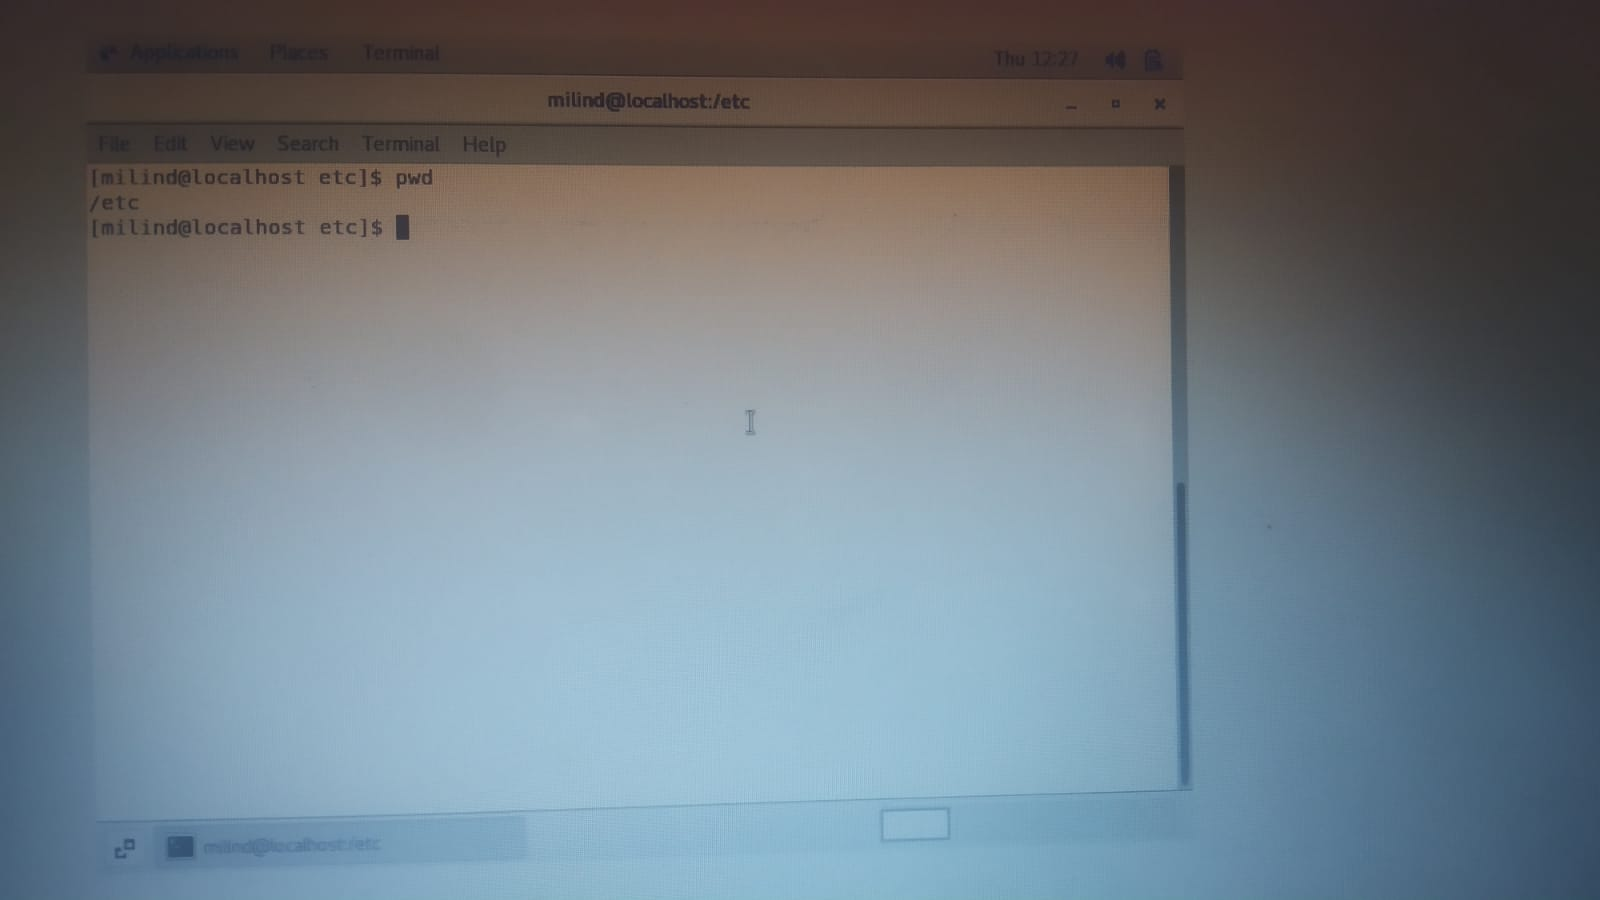 Applications Places Terminal Thu 12:27
milind@localhost:/etc
File Edit View Search Terminal Help
[milind@localhost etc]$ pwd
/etc
[milind@localhost etc]$
milind@localhost:/etc